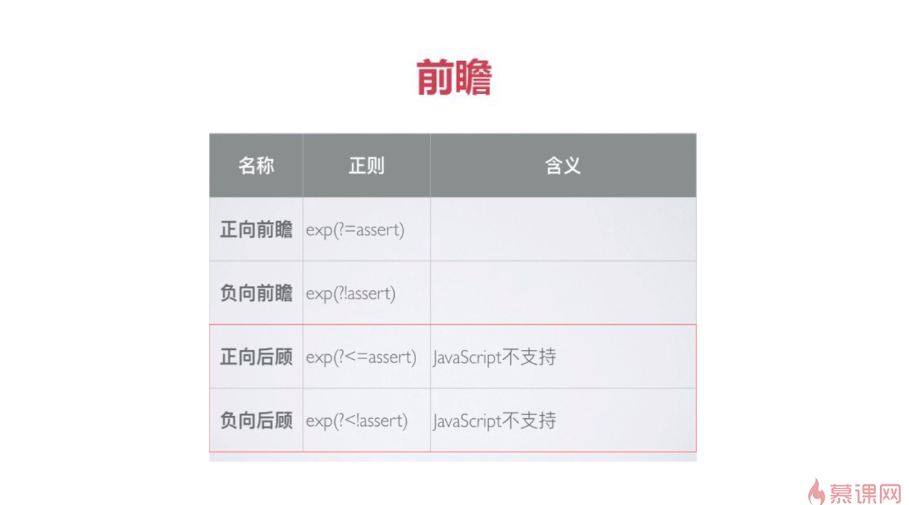 前瞻
名称 正则 含义
正向前瞻 exp(?=assert)
负向前瞻 exp(?!assert)
正向后顾 exp(?<=assert) JavaScript不支持
负向后顾 exp(?<!assert) JavaScript不支持
慕课网